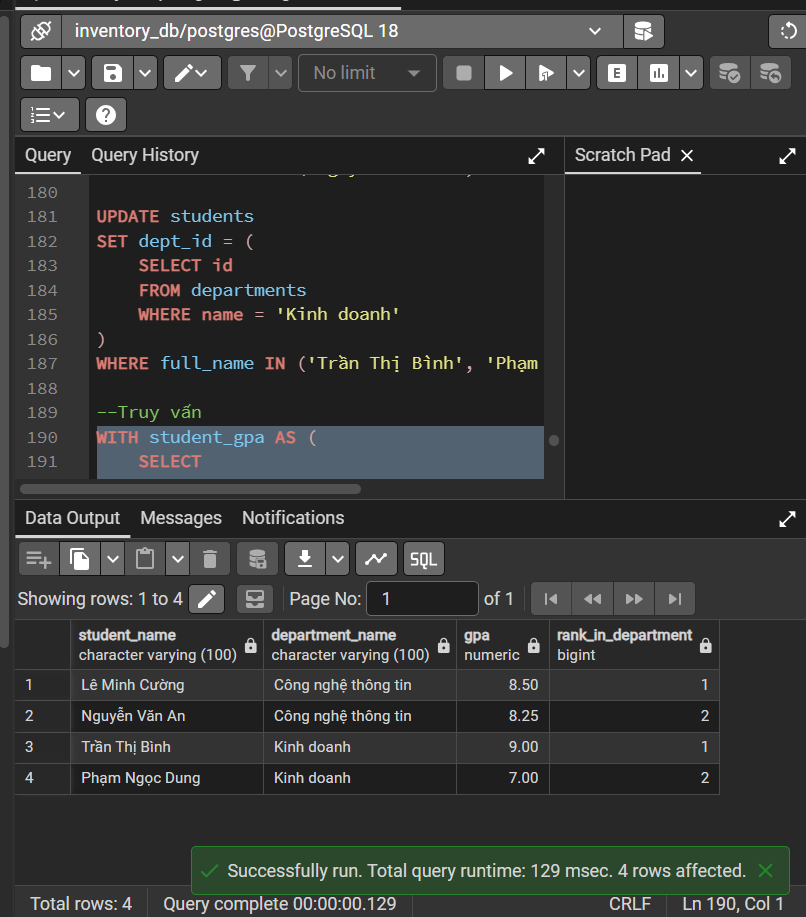 inventory_db/postgres@PostgreSQL 18
No limit
Query Query History
Scratch Pad
180
181 UPDATE students
182 SET dept_id = (
183 SELECT id
184 FROM departments
185 WHERE name = 'Kinh doanh'
186 )
187 WHERE full_name IN ('Trần Thị Bình', 'Phạm
188
189 --Truy vấn
190 WITH student_gpa AS (
191 SELECT
Data Output Messages Notifications
SQL
Showing rows: 1 to 4 Page No: 1 of 1
student_name department_name gpa rank_in_department
character varying (100) character varying (100) numeric bigint
1 Lê Minh Cường Công nghệ thông tin 8.50 1
2 Nguyễn Văn An Công nghệ thông tin 8.25 2
3 Trần Thị Bình Kinh doanh 9.00 1
4 Phạm Ngọc Dung Kinh doanh 7.00 2
Successfully run. Total query runtime: 129 msec. 4 rows affected.
Total rows: 4 Query complete 00:00:00.129 CRLF Ln 190, Col 1